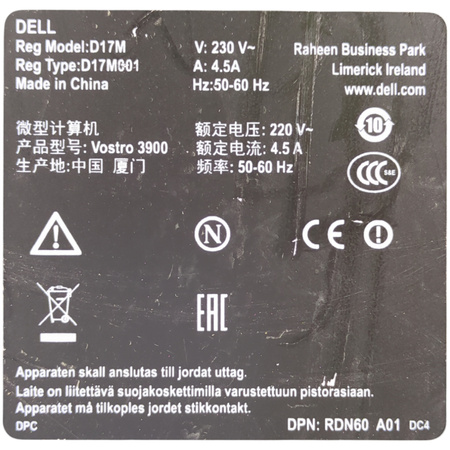 DELL
Reg Model:D17M V: 230 V~ Raheen Business Park
Reg Type:D17M001 A: 4.5A Limerick Ireland
Made in China Hz:50-60 Hz www.dell.com
微型计算机 额定电压: 220 V~ 10
产品型号: Vostro 3900 额定电流: 4.5 A
生产地:中国 厦门 频率: 50-60 Hz CCC S&E
N CE
EAC
Apparaten skall anslutas till jordat uttag.
Laite on liitettävä suojakoskettimilla varustettuun pistorasiaan.
Apparatet må tilkoples jordet stikkontakt.
DPC DPN: RDN60 A01 DC4